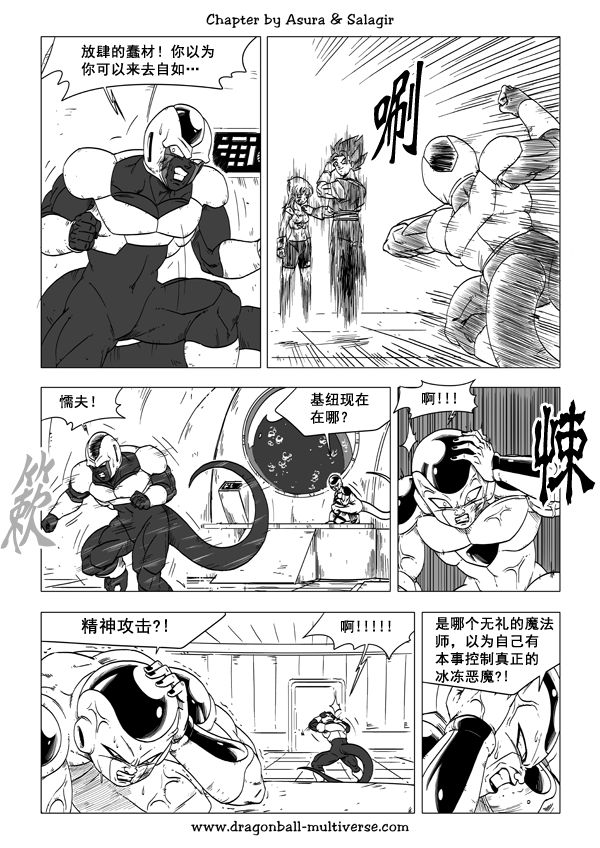 Chapter by Asura & Salagir
放肆的蠢材！你以为
你可以来去自如…
唰
懦夫！
基纽现在
在哪？
啊!!!
精神攻击?!
啊!!!!!
是哪个无礼的魔法
师，以为自己有
本事控制真正的
冰冻恶魔?!
www.dragonball-multiverse.com